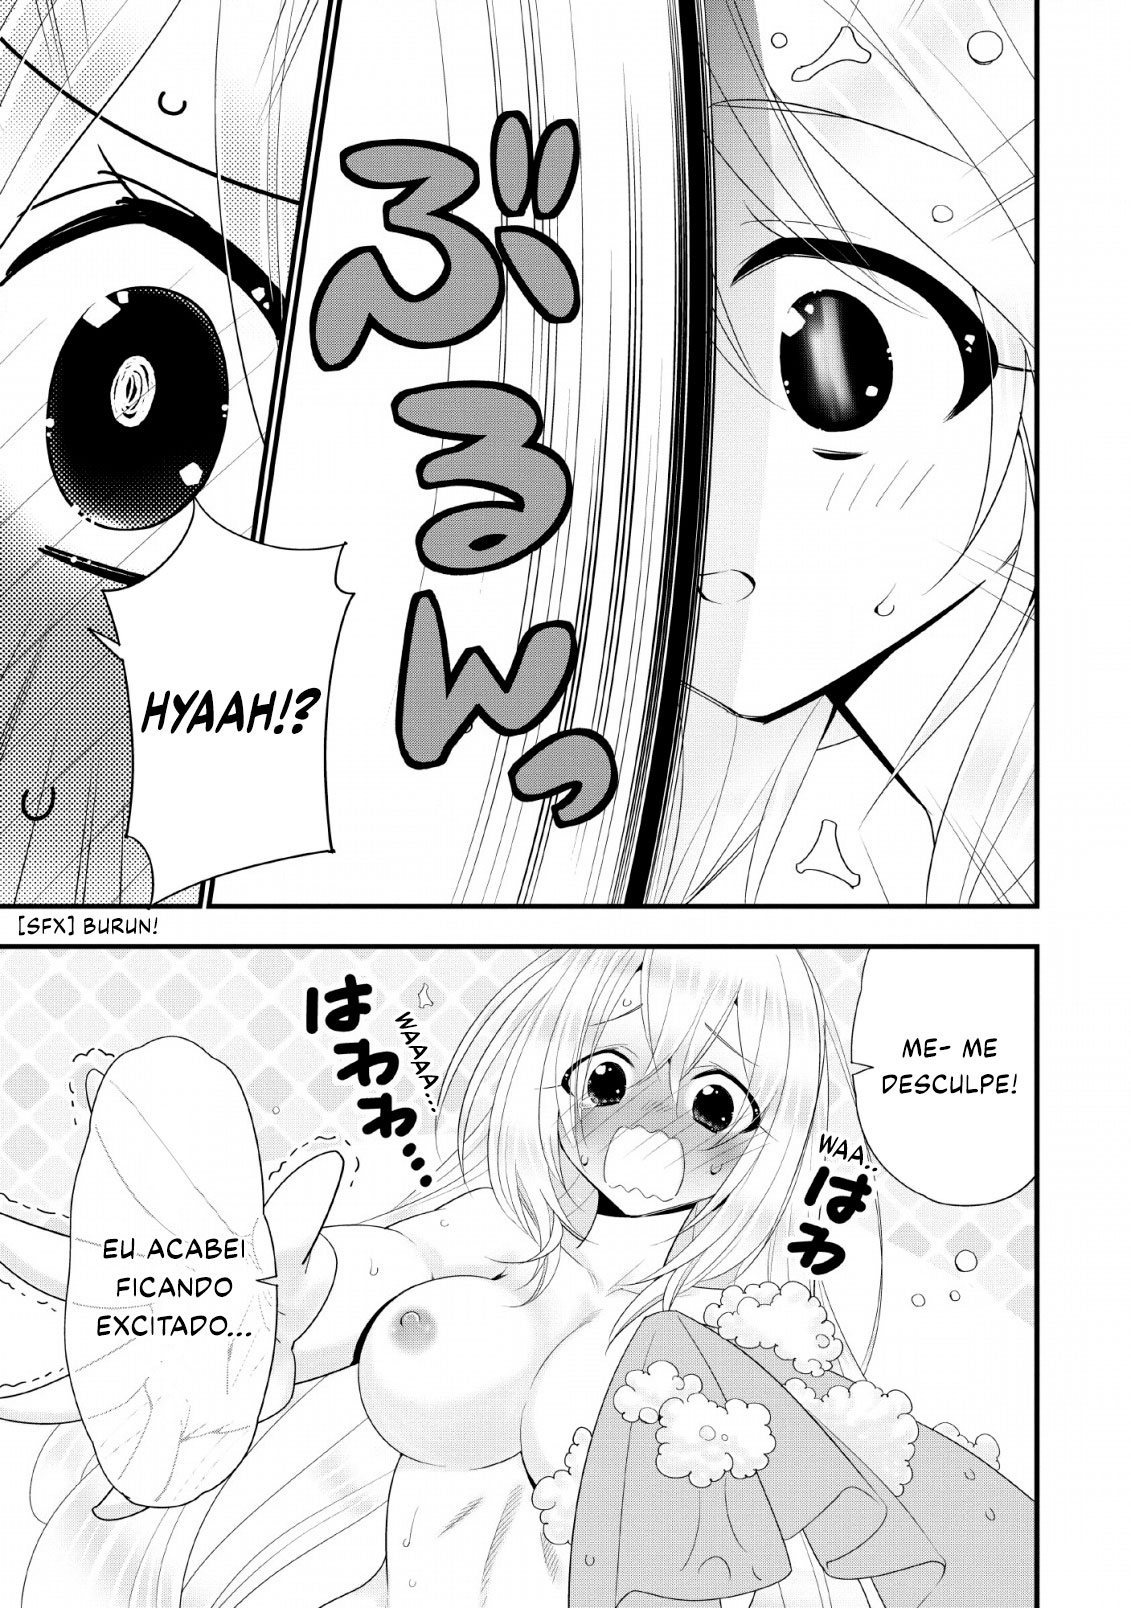 ぶるんっ
HYAAH!?
[SFX] BURUN!
ME- ME
DESCULPE!
WAA..
はわ
WAAAA...
はわわ...
EU ACABEI
FICANDO
EXCITADO...